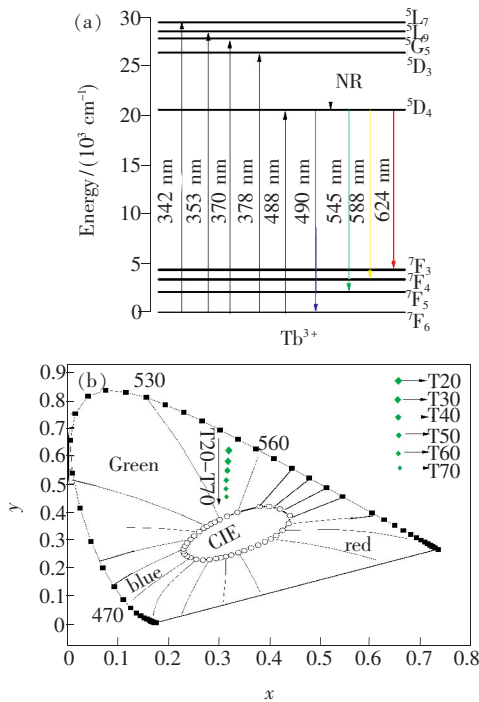 (a)
30
25
20
15
10
5
0
Energy/(10³ cm⁻¹)
⁵L₇
⁵L₉
⁵G₅
⁵D₃
NR
⁵D₄
342 nm
353 nm
370 nm
378 nm
488 nm
490 nm
545 nm
588 nm
624 nm
⁷F₃
⁷F₄
⁷F₅
⁷F₆
Tb³⁺
(b)
0.9
0.8
0.7
0.6
0.5
0.4
0.3
0.2
0.1
0
y
530
560
470
Green
blue
red
CIE
T20-T70
T20
T30
T40
T50
T60
T70
0 0.1 0.2 0.3 0.4 0.5 0.6 0.7 0.8
x